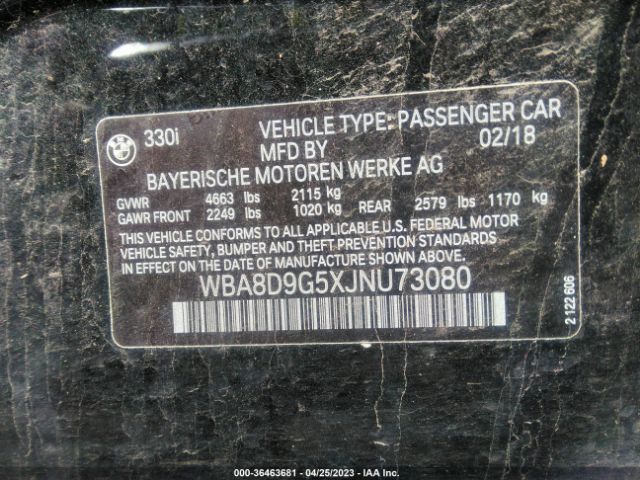 330i VEHICLE TYPE: PASSENGER CAR
MFD BY 02/18
BAYERISCHE MOTOREN WERKE AG
GVWR 4663 lbs 2115 kg
GAWR FRONT 2249 lbs 1020 kg REAR 2579 lbs 1170 kg
THIS VEHICLE CONFORMS TO ALL APPLICABLE U.S. FEDERAL MOTOR
VEHICLE SAFETY, BUMPER AND THEFT PREVENTION STANDARDS
IN EFFECT ON THE DATE OF MANUFACTURE SHOWN ABOVE.
WBA8D9G5XJNU73080
2 122 606
000-36463681 - 04/25/2023 - IAA Inc.